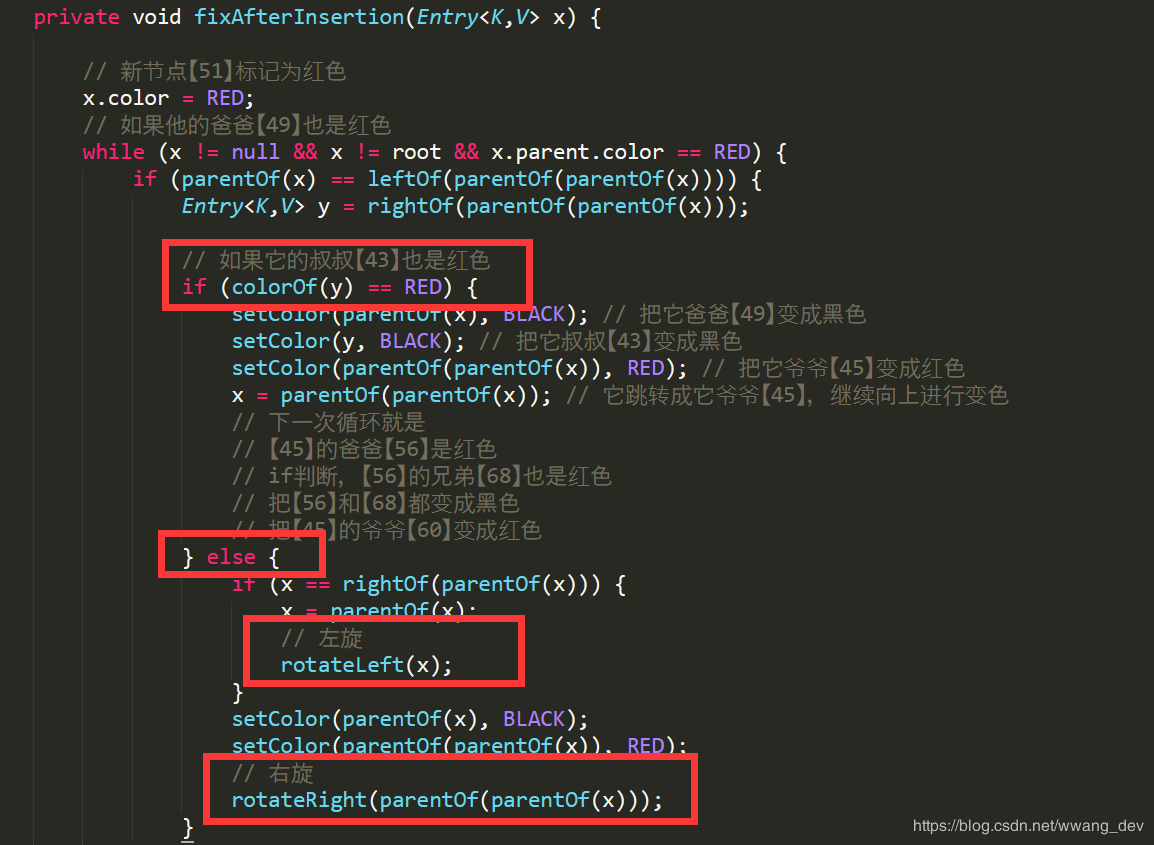 private void fixAfterInsertion(Entry<K,V> x) {
// 新节点【51】标记为红色
x.color = RED;
// 如果他的爸爸【49】也是红色
while (x != null && x != root && x.parent.color == RED) {
if (parentOf(x) == leftOf(parentOf(parentOf(x)))) {
Entry<K,V> y = rightOf(parentOf(parentOf(x)));
// 如果它的叔叔【43】也是红色
if (colorOf(y) == RED) {
setColor(parentOf(x), BLACK); // 把它爸爸【49】变成黑色
setColor(y, BLACK); // 把它叔叔【43】变成黑色
setColor(parentOf(parentOf(x)), RED); // 把它爷爷【45】变成红色
x = parentOf(parentOf(x)); // 它跳转成它爷爷【45】，继续向上进行变色
// 下一次循环就是
// 【45】的爸爸【56】是红色
// if判断，【56】的兄弟【68】也是红色
// 把【56】和【68】都变成黑色
// 把【45】的爷爷【60】变成红色
} else {
if (x == rightOf(parentOf(x))) {
x = parentOf(x);
// 左旋
rotateLeft(x);
}
setColor(parentOf(x), BLACK);
setColor(parentOf(parentOf(x)), RED);
// 右旋
rotateRight(parentOf(parentOf(x)));
}
https://blog.csdn.net/wwang_dev